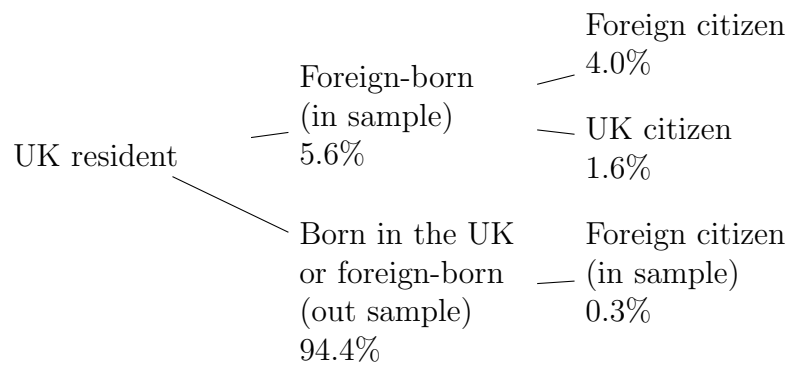 UK resident
Foreign-born
(in sample)
5.6%
Foreign citizen
4.0%
UK citizen
1.6%
Born in the UK
or foreign-born
(out sample)
94.4%
Foreign citizen
(in sample)
0.3%